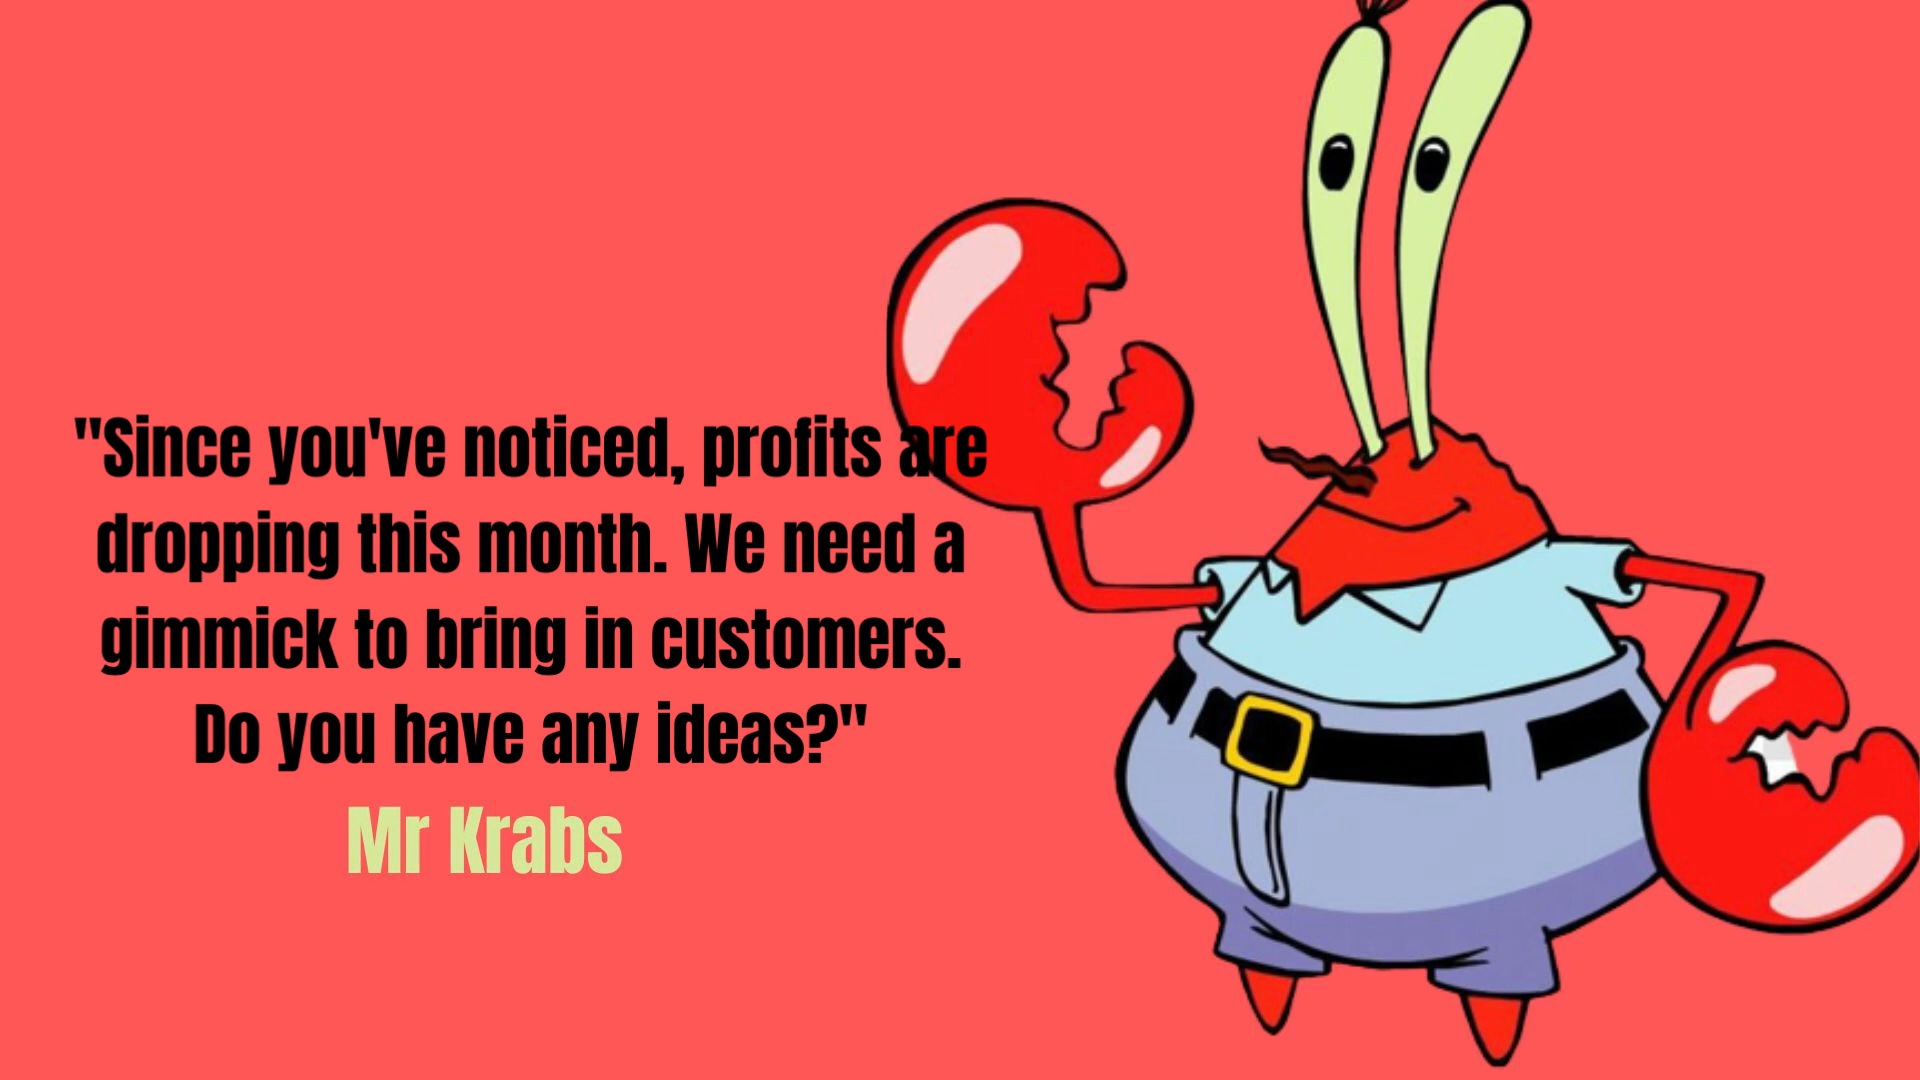 "Since you've noticed, profits are
dropping this month. We need a
gimmick to bring in customers.
Do you have any ideas?"
Mr Krabs